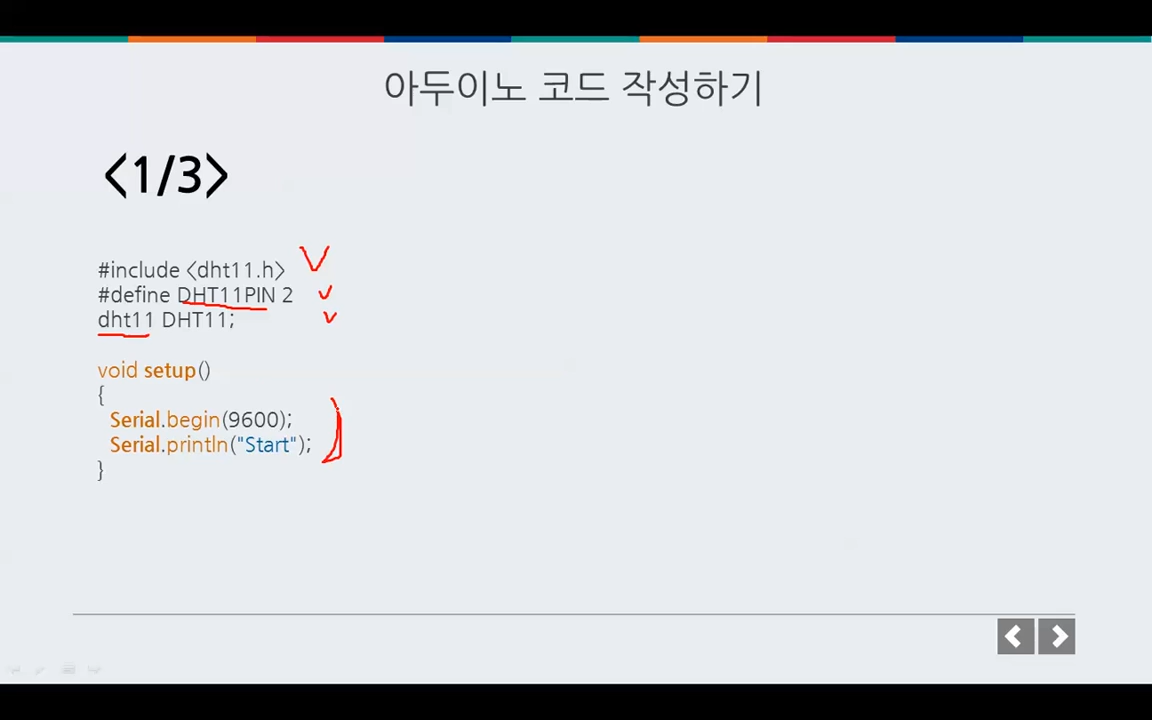 아두이노 코드 작성하기
<1/3>
#include <dht11.h>
#define DHT11PIN 2
dht11 DHT11;
void setup()
{
Serial.begin(9600);
Serial.println("Start");
}